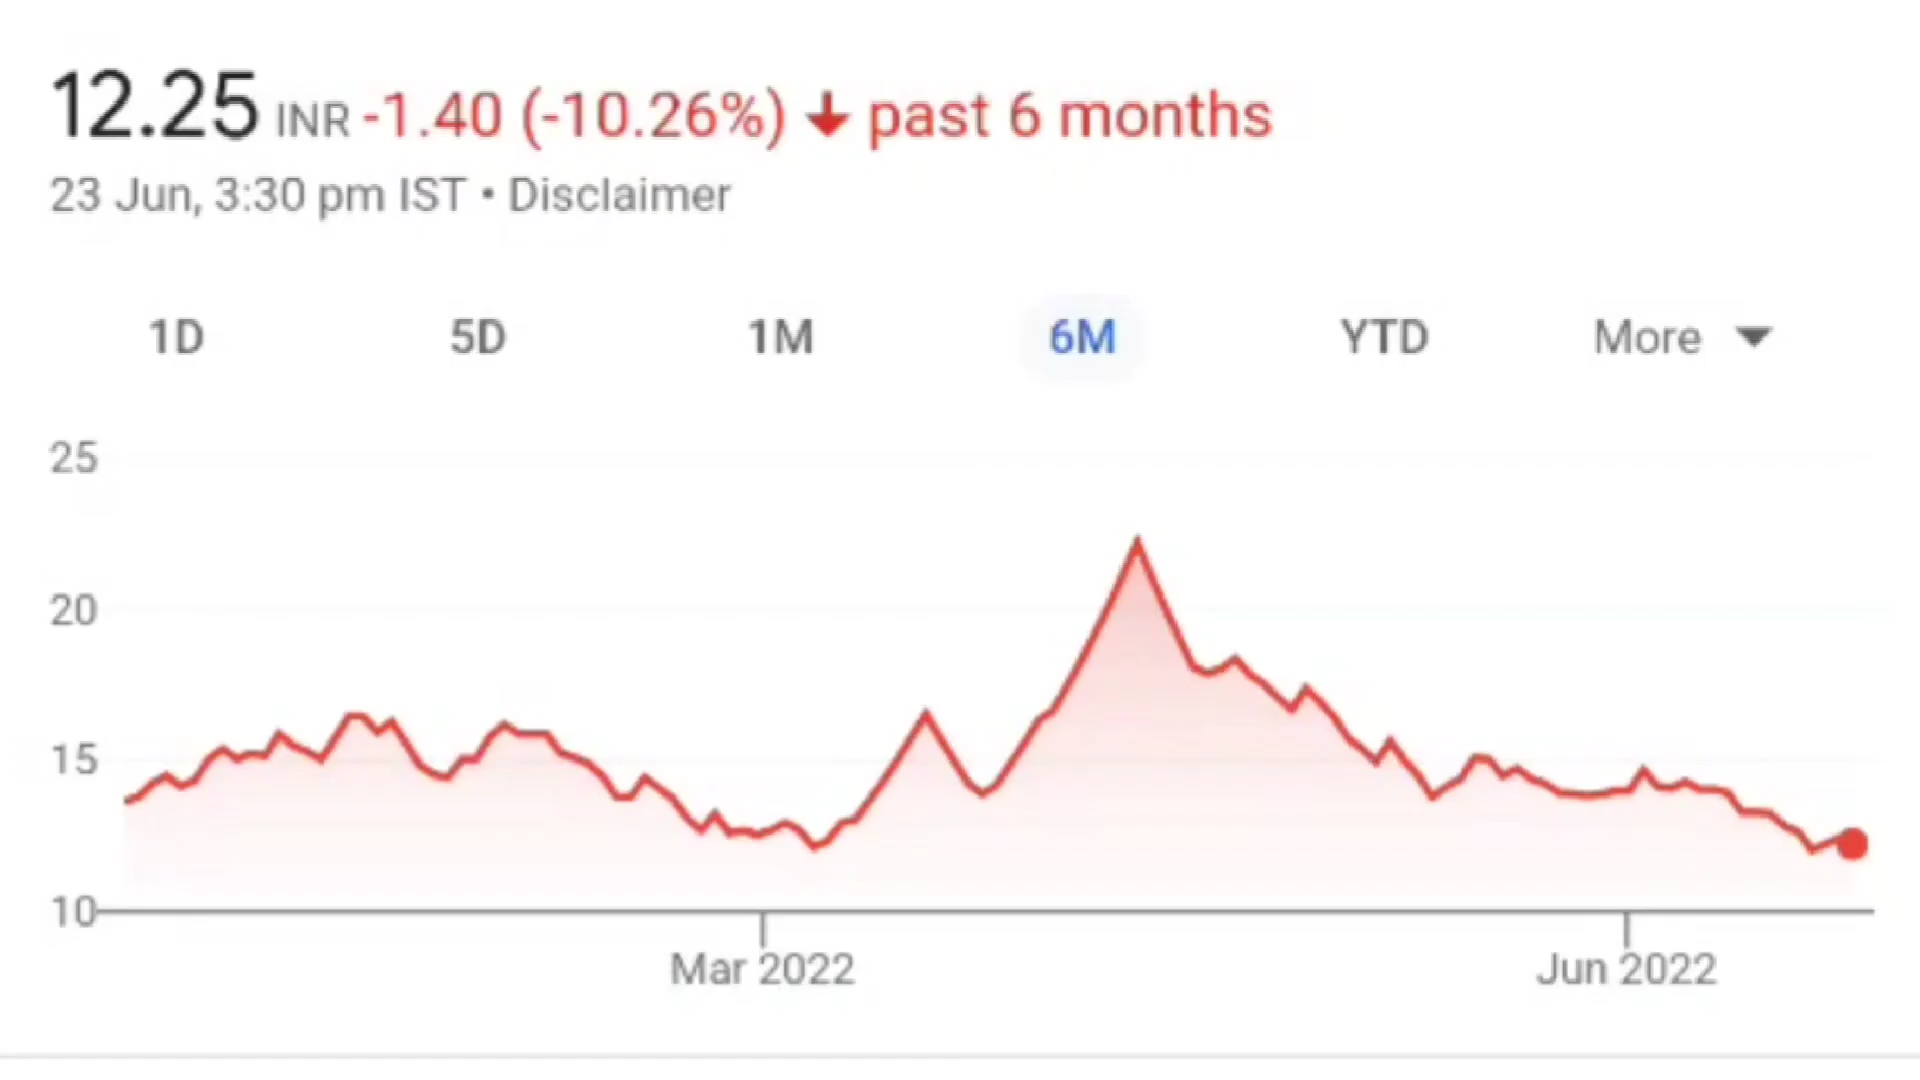 12.25 INR -1.40 (-10.26%) ↓ past 6 months
23 Jun, 3:30 pm IST • Disclaimer
1D 5D 1M 6M YTD More
25
20
15
10
Mar 2022 Jun 2022